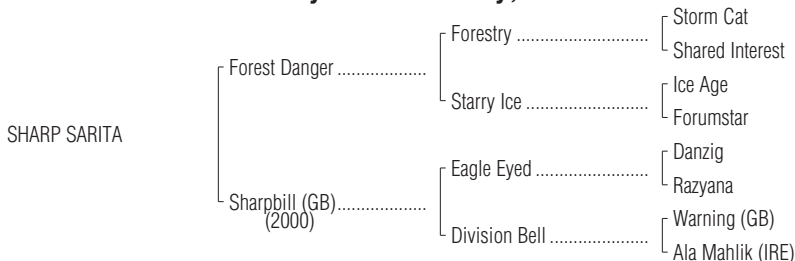 Storm Cat
Forestry ..................................
Shared Interest
Forest Danger ...................
Ice Age
Starry Ice ................................
Forumstar
SHARP SARITA
Danzig
Eagle Eyed ..............................
Razyana
Sharpbill (GB).....................
(2000)
Warning (GB)
Division Bell ...........................
Ala Mahlik (IRE)